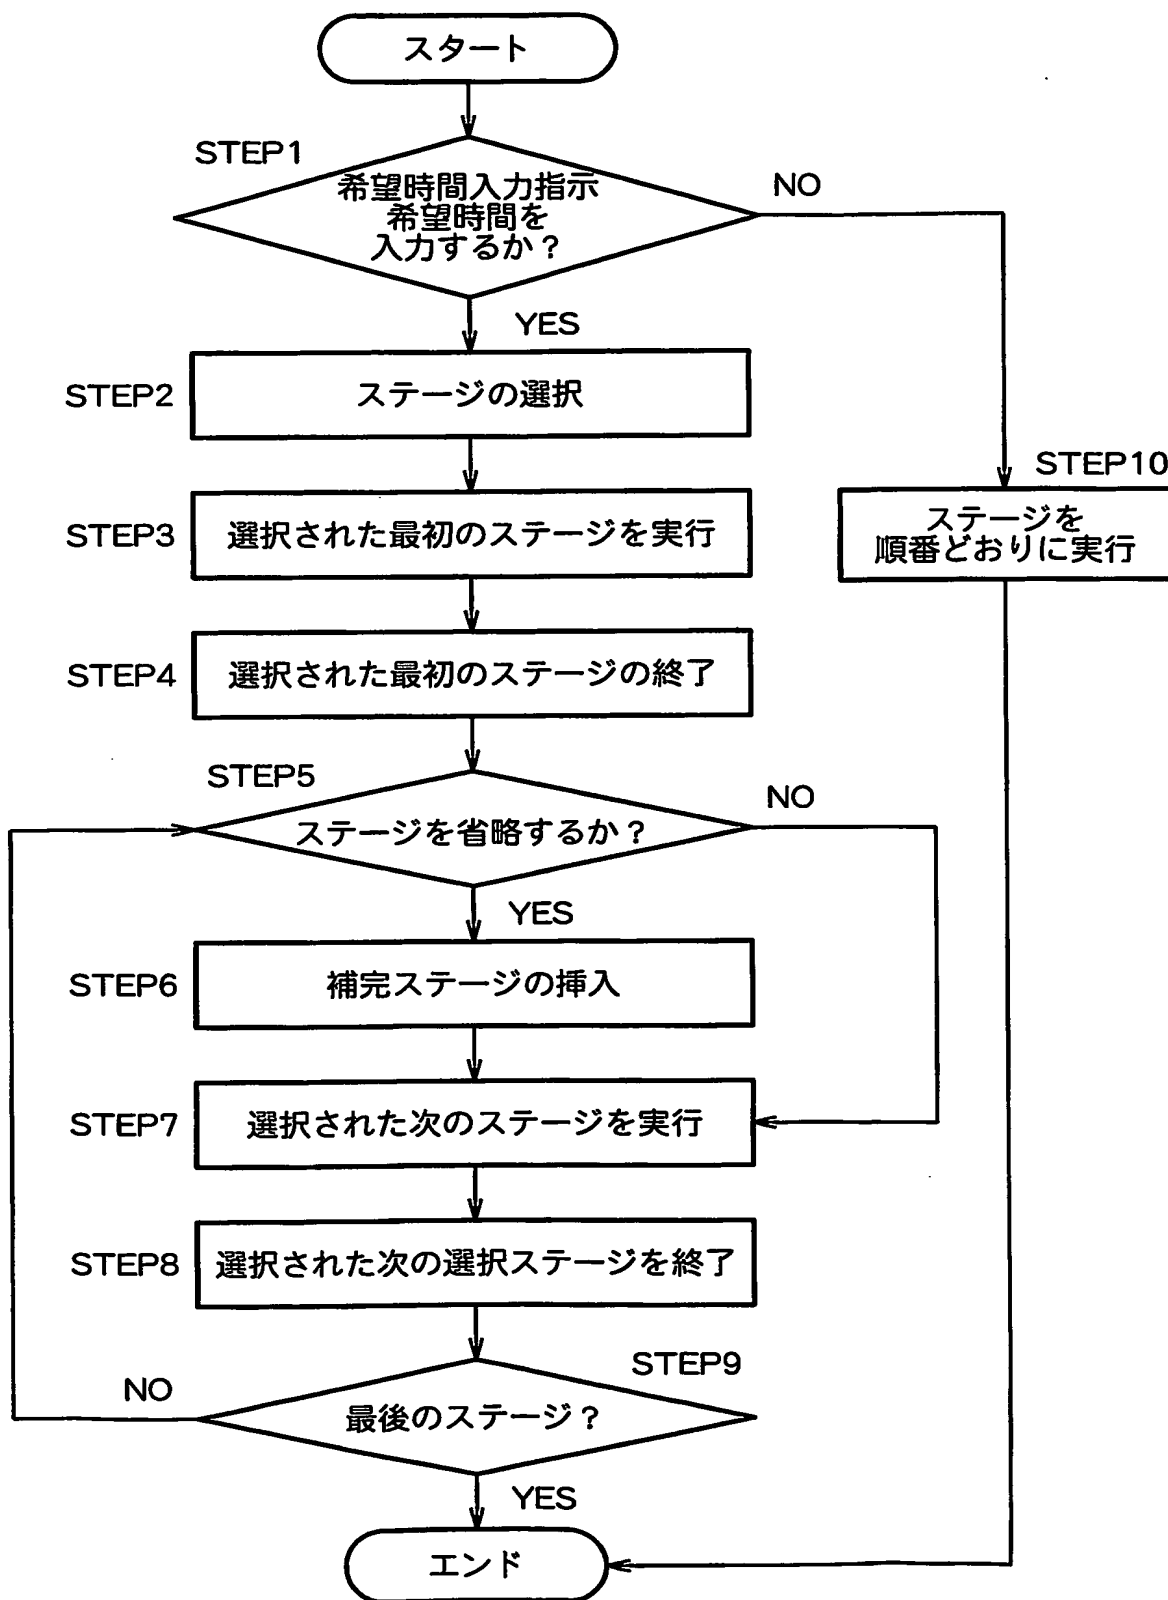 スタート
STEP1
希望時間入力指示
希望時間を
入力するか？
NO
YES
STEP2
ステージの選択
STEP10
ステージを
順番どおりに実行
STEP3
選択された最初のステージを実行
STEP4
選択された最初のステージの終了
STEP5
ステージを省略するか？
NO
YES
STEP6
補完ステージの挿入
STEP7
選択された次のステージを実行
STEP8
選択された次の選択ステージを終了
STEP9
最後のステージ？
NO
YES
エンド